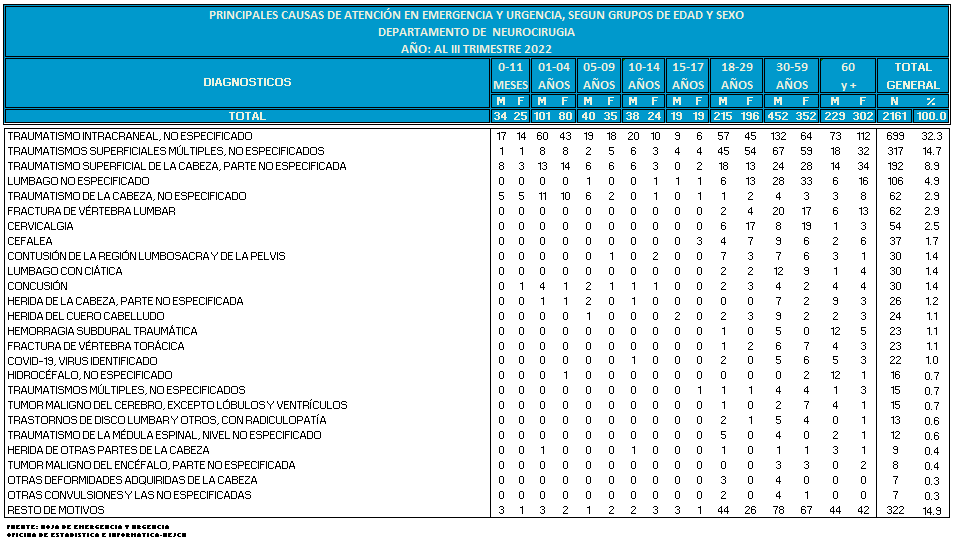 PRINCIPALES CAUSAS DE ATENCIÓN EN EMERGENCIA Y URGENCIA, SEGUN GRUPOS DE EDAD Y SEXO
DEPARTAMENTO DE NEUROCIRUGIA
AÑO: AL III TRIMESTRE 2022
DIAGNOSTICOS 0-11 MESES 01-04 AÑOS 05-09 AÑOS 10-14 AÑOS 15-17 AÑOS 18-29 AÑOS 30-59 AÑOS 60 y + TOTAL GENERAL
M F M F M F M F M F M F M F M F N %
TOTAL 34 25 101 80 40 35 38 24 19 19 215 196 452 352 229 302 2161 100.0
TRAUMATISMO INTRACRANEAL, NO ESPECIFICADO 17 14 60 43 19 18 20 10 9 6 57 45 132 64 73 112 699 32.3
TRAUMATISMOS SUPERFICIALES MÚLTIPLES, NO ESPECIFICADOS 1 1 8 8 2 5 6 3 4 4 45 54 67 59 18 32 317 14.7
TRAUMATISMO SUPERFICIAL DE LA CABEZA, PARTE NO ESPECIFICADA 8 3 13 14 6 6 6 3 0 2 18 13 24 28 14 34 192 8.9
LUMBAGO NO ESPECIFICADO 0 0 0 0 1 0 0 1 1 1 6 13 28 33 6 16 106 4.9
TRAUMATISMO DE LA CABEZA, NO ESPECIFICADO 5 5 11 10 6 2 0 1 0 1 1 2 4 3 3 8 62 2.9
FRACTURA DE VÉRTEBRA LUMBAR 0 0 0 0 0 0 0 0 0 0 2 4 20 17 6 13 62 2.9
CERVICALGIA 0 0 0 0 0 0 0 0 0 0 6 17 8 19 1 3 54 2.5
CEFALEA 0 0 0 0 0 0 0 0 0 3 4 7 9 6 2 6 37 1.7
CONTUSIÓN DE LA REGIÓN LUMBOSACRA Y DE LA PELVIS 0 0 0 0 0 1 0 2 0 0 7 3 7 6 3 1 30 1.4
LUMBAGO CON CIÁTICA 0 0 0 0 0 0 0 0 0 0 2 2 12 9 1 4 30 1.4
CONCUSIÓN 0 1 4 1 2 1 1 1 0 0 2 3 4 2 4 4 30 1.4
HERIDA DE LA CABEZA, PARTE NO ESPECIFICADA 0 0 1 1 2 0 1 0 0 0 0 0 7 2 9 3 26 1.2
HERIDA DEL CUERO CABELLUDO 0 0 0 0 1 0 0 0 2 0 2 3 9 2 2 3 24 1.1
HEMORRAGIA SUBDURAL TRAUMÁTICA 0 0 0 0 0 0 0 0 0 0 1 0 5 0 12 5 23 1.1
FRACTURA DE VÉRTEBRA TORÁCICA 0 0 0 0 0 0 0 0 0 0 1 2 6 7 4 3 23 1.1
COVID-19, VIRUS IDENTIFICADO 0 0 0 0 0 0 1 0 0 0 2 0 5 6 5 3 22 1.0
HIDROCÉFALO, NO ESPECIFICADO 0 0 0 1 0 0 0 0 0 0 0 0 0 2 12 1 16 0.7
TRAUMATISMOS MÚLTIPLES, NO ESPECIFICADOS 0 0 0 0 0 0 0 0 0 1 1 1 4 4 1 3 15 0.7
TUMOR MALIGNO DEL CEREBRO, EXCEPTO LÓBULOS Y VENTRÍCULOS 0 0 0 0 0 0 0 0 0 0 1 0 2 7 4 1 15 0.7
TRASTORNOS DE DISCO LUMBAR Y OTROS, CON RADICULOPATÍA 0 0 0 0 0 0 0 0 0 0 2 1 5 4 0 1 13 0.6
TRAUMATISMO DE LA MÉDULA ESPINAL, NIVEL NO ESPECIFICADO 0 0 0 0 0 0 0 0 0 0 5 0 4 0 2 1 12 0.6
HERIDA DE OTRAS PARTES DE LA CABEZA 0 0 1 0 0 0 1 0 0 0 1 0 1 1 3 1 9 0.4
TUMOR MALIGNO DEL ENCÉFALO, PARTE NO ESPECIFICADA 0 0 0 0 0 0 0 0 0 0 0 0 3 3 0 2 8 0.4
OTRAS DEFORMIDADES ADQUIRIDAS DE LA CABEZA 0 0 0 0 0 0 0 0 0 0 3 0 4 0 0 0 7 0.3
OTRAS CONVULSIONES Y LAS NO ESPECIFICADAS 0 0 0 0 0 0 0 0 0 0 2 0 4 1 0 0 7 0.3
RESTO DE MOTIVOS 3 1 3 2 1 2 2 3 3 1 44 26 78 67 44 42 322 14.9
FUENTE: HOJA DE EMERGENCIA Y URGENCIA
OFICINA DE ESTADISTICA E INFORMATICA-HEJCU